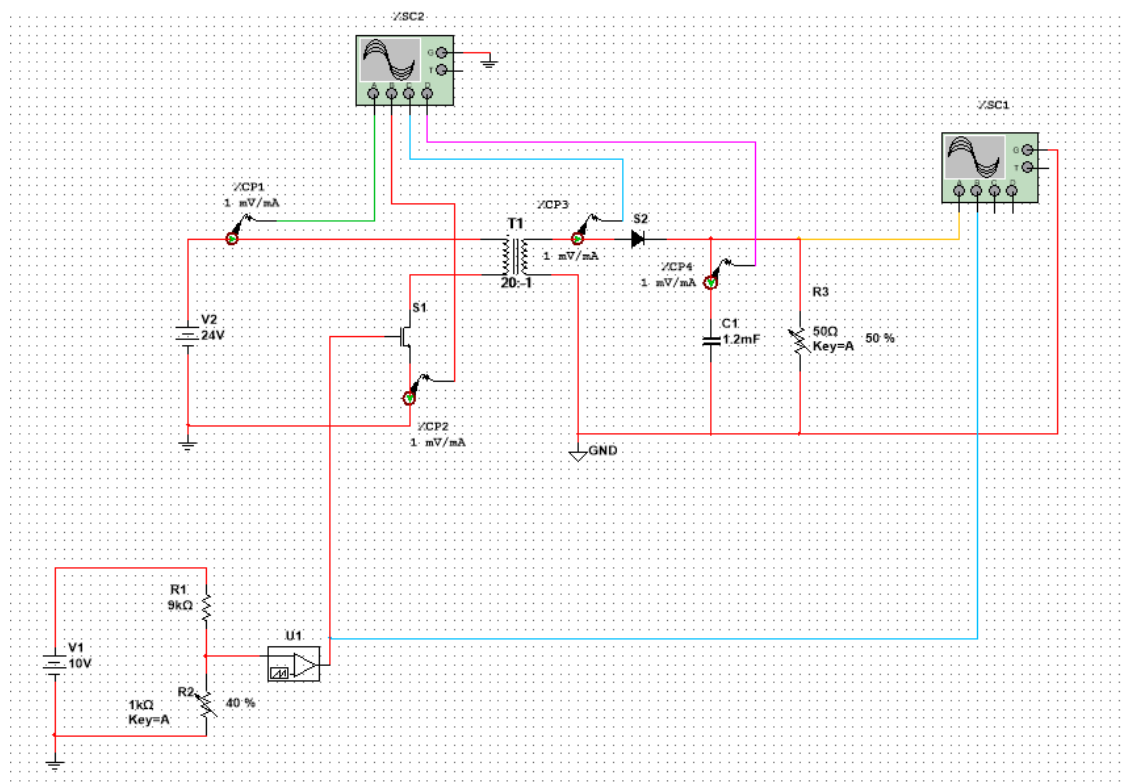 XSC2
G
T
A B C D
XSC1
G
T
A B C D
XCP1
1 mV/mA
XCP3
1 mV/mA
T1
20:-1
S2
XCP4
1 mV/mA
R3
50Ω
Key=A
50 %
C1
1.2mF
S1
V2
24V
XCP2
1 mV/mA
GND
R1
9kΩ
U1
V1
10V
R2
40 %
1kΩ
Key=A